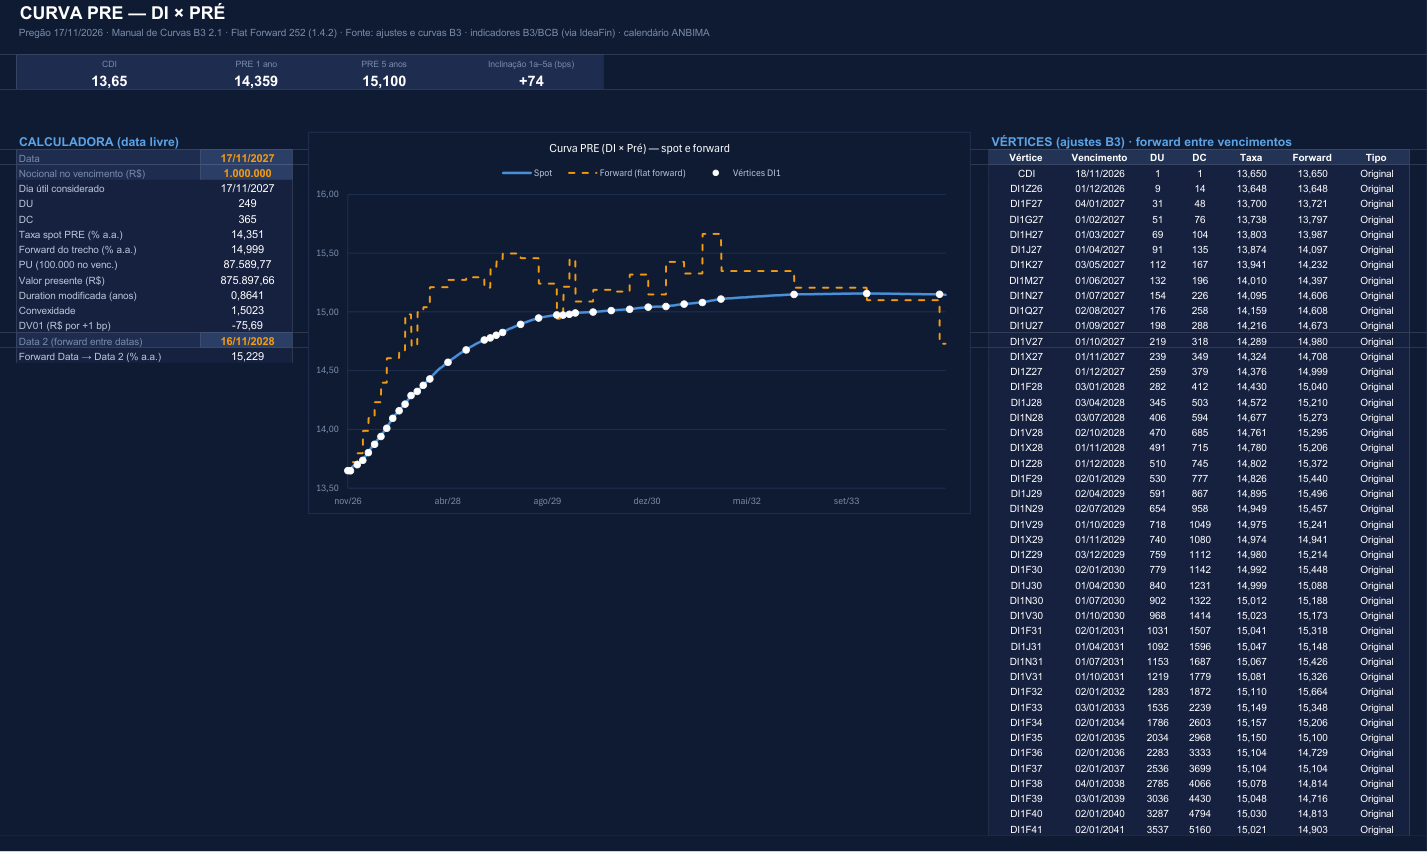 CURVA PRE — DI × PRÉ
Pregão 17/11/2026 · Manual de Curvas B3 2.1 · Flat Forward 252 (1.4.2) · Fonte: ajustes e curvas B3 · indicadores B3/BCB (via IdeaFin) · calendário ANBIMA
CDI PRE 1 ano PRE 5 anos Inclinação 1a–5a (bps)
13,65 14,359 15,100 +74
CALCULADORA (data livre)
Data 17/11/2027
Nocional no vencimento (R$) 1.000.000
Dia útil considerado 17/11/2027
DU 249
DC 365
Taxa spot PRE (% a.a.) 14,351
Forward do trecho (% a.a.) 14,999
PU (100.000 no venc.) 87.589,77
Valor presente (R$) 875.897,66
Duration modificada (anos) 0,8641
Convexidade 1,5023
DV01 (R$ por +1 bp) -75,69
Data 2 (forward entre datas) 16/11/2028
Forward Data → Data 2 (% a.a.) 15,229
Curva PRE (DI × Pré) — spot e forward
Spot Forward (flat forward) Vértices DI1
16,00
15,50
15,00
14,50
14,00
13,50
nov/26 abr/28 ago/29 dez/30 mai/32 set/33
VÉRTICES (ajustes B3) · forward entre vencimentos
Vértice Vencimento DU DC Taxa Forward Tipo
CDI 18/11/2026 1 1 13,650 13,650 Original
DI1Z26 01/12/2026 9 14 13,648 13,648 Original
DI1F27 04/01/2027 31 48 13,700 13,721 Original
DI1G27 01/02/2027 51 76 13,738 13,797 Original
DI1H27 01/03/2027 69 104 13,803 13,987 Original
DI1J27 01/04/2027 91 135 13,874 14,097 Original
DI1K27 03/05/2027 112 167 13,941 14,232 Original
DI1M27 01/06/2027 132 196 14,010 14,397 Original
DI1N27 01/07/2027 154 226 14,095 14,606 Original
DI1Q27 02/08/2027 176 258 14,159 14,608 Original
DI1U27 01/09/2027 198 288 14,216 14,673 Original
DI1V27 01/10/2027 219 318 14,289 14,980 Original
DI1X27 01/11/2027 239 349 14,324 14,708 Original
DI1Z27 01/12/2027 259 379 14,376 14,999 Original
DI1F28 03/01/2028 282 412 14,430 15,040 Original
DI1J28 03/04/2028 345 503 14,572 15,210 Original
DI1N28 03/07/2028 406 594 14,677 15,273 Original
DI1V28 02/10/2028 470 685 14,761 15,295 Original
DI1X28 01/11/2028 491 715 14,780 15,206 Original
DI1Z28 01/12/2028 510 745 14,802 15,372 Original
DI1F29 02/01/2029 530 777 14,826 15,440 Original
DI1J29 02/04/2029 591 867 14,895 15,496 Original
DI1N29 02/07/2029 654 958 14,949 15,457 Original
DI1V29 01/10/2029 718 1049 14,975 15,241 Original
DI1X29 01/11/2029 740 1080 14,974 14,941 Original
DI1Z29 03/12/2029 759 1112 14,980 15,214 Original
DI1F30 02/01/2030 779 1142 14,992 15,448 Original
DI1J30 01/04/2030 840 1231 14,999 15,088 Original
DI1N30 01/07/2030 902 1322 15,012 15,188 Original
DI1V30 01/10/2030 968 1414 15,023 15,173 Original
DI1F31 02/01/2031 1031 1507 15,041 15,318 Original
DI1J31 01/04/2031 1092 1596 15,047 15,148 Original
DI1N31 01/07/2031 1153 1687 15,067 15,426 Original
DI1V31 01/10/2031 1219 1779 15,081 15,326 Original
DI1F32 02/01/2032 1283 1872 15,110 15,664 Original
DI1F33 03/01/2033 1535 2239 15,149 15,348 Original
DI1F34 02/01/2034 1786 2603 15,157 15,206 Original
DI1F35 02/01/2035 2034 2968 15,150 15,100 Original
DI1F36 02/01/2036 2283 3333 15,104 14,729 Original
DI1F37 02/01/2037 2536 3699 15,104 15,104 Original
DI1F38 04/01/2038 2785 4066 15,078 14,814 Original
DI1F39 03/01/2039 3036 4430 15,048 14,716 Original
DI1F40 02/01/2040 3287 4794 15,030 14,813 Original
DI1F41 02/01/2041 3537 5160 15,021 14,903 Original